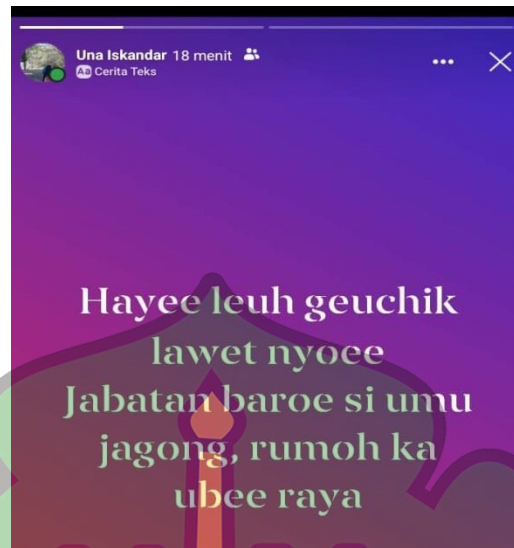 Una Iskandar 18 menit
Aa Cerita Teks
Hayee leuh geuchik
lawet nyoee
Jabatan baroe si umu
jagong, rumoh ka
ubee raya